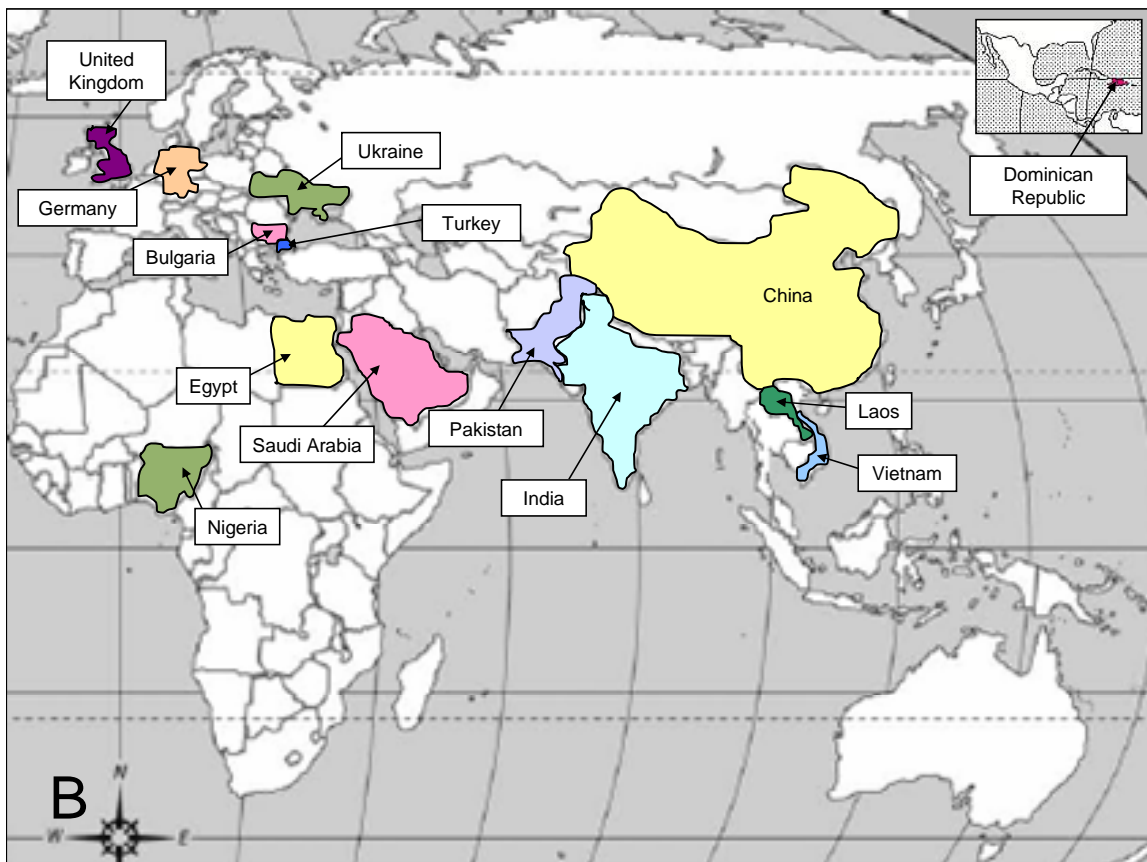 United
Kingdom
Ukraine
Germany
Turkey
Bulgaria
Dominican
Republic
China
Egypt
Saudi Arabia
Pakistan
Laos
India
Vietnam
Nigeria
B
N
W
E